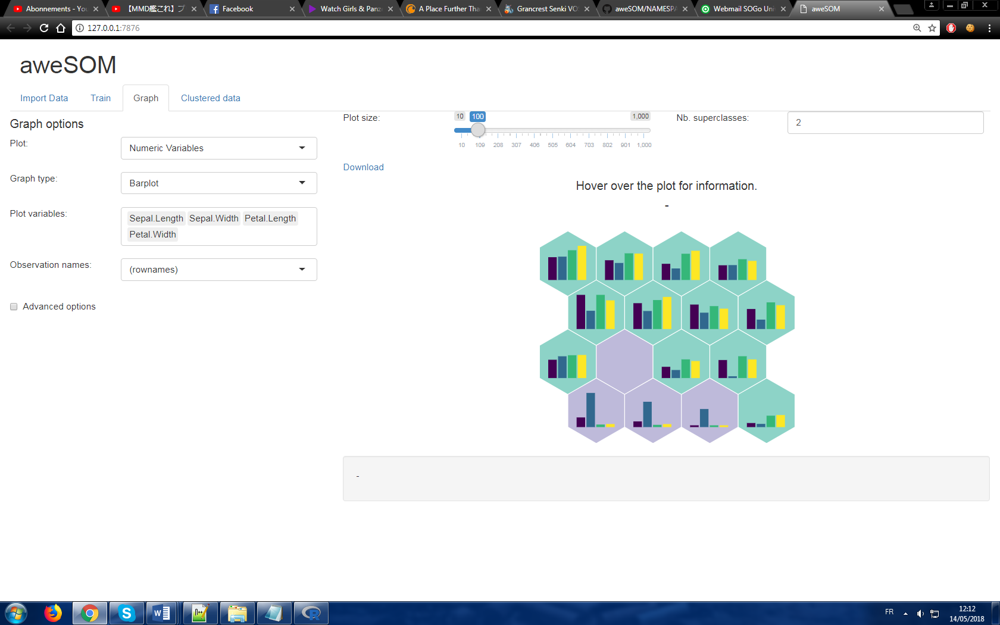 Abonnements - You
【MMD艦これ】プ
Facebook
Watch Girls & Panz
A Place Further Tha
Grancrest Senki VOS
aweSOM/NAMESPA
Webmail SOGo Univ
aweSOM
127.0.0.1:7876
aweSOM
Import Data
Train
Graph
Clustered data
Graph options
Plot:
Numeric Variables
Graph type:
Barplot
Plot variables:
Sepal.Length Sepal.Width Petal.Length
Petal.Width
Observation names:
(rownames)
Advanced options
Plot size:
10 100 1,000
10 109 208 307 406 505 604 703 802 901 1,000
Nb. superclasses:
2
Download
Hover over the plot for information.
-
-
FR
12:12
14/05/2018